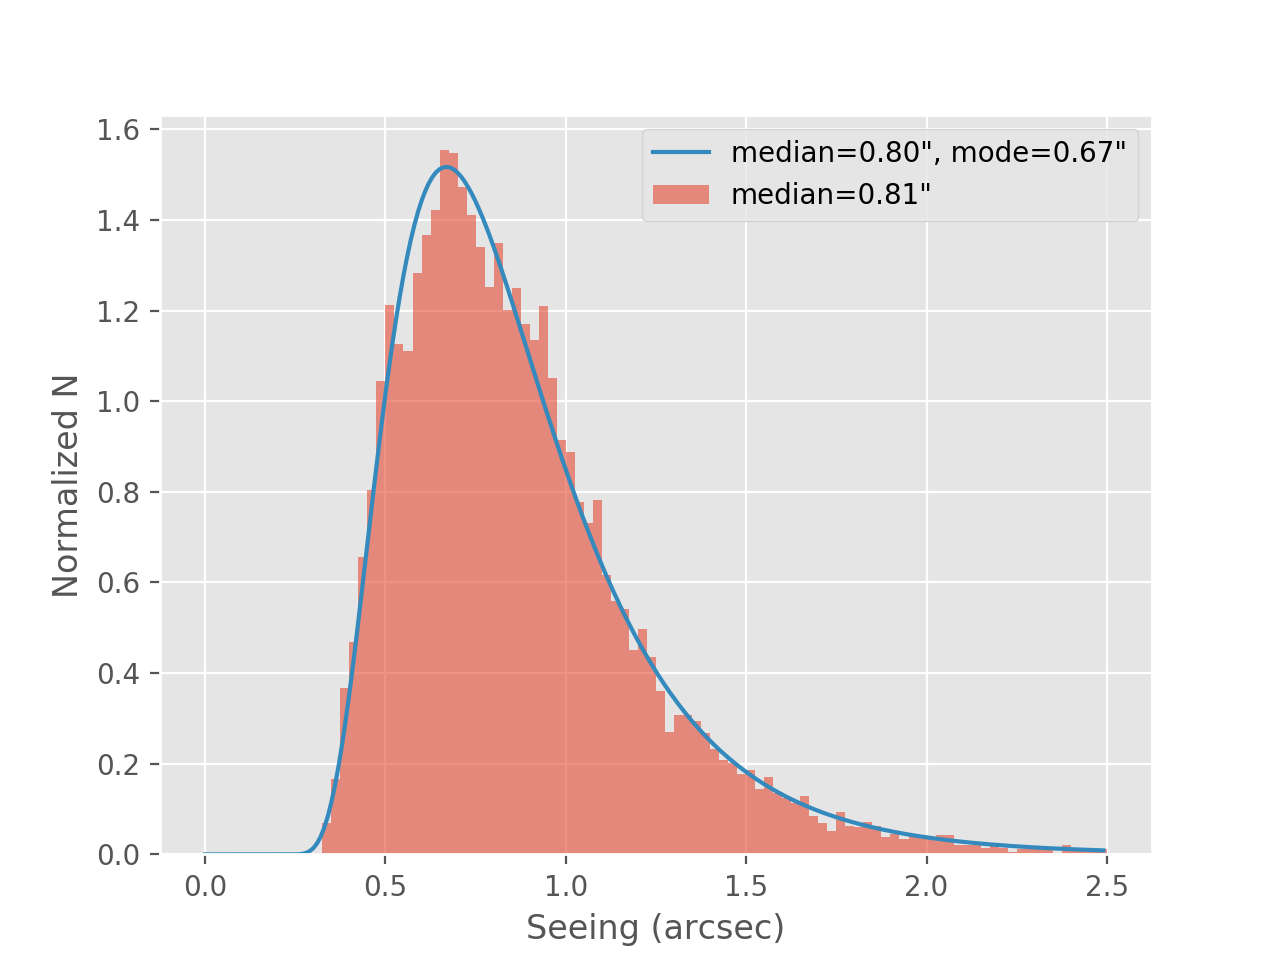 median=0.80", mode=0.67"
median=0.81"
1.6
1.4
1.2
1.0
0.8
0.6
0.4
0.2
0.0
Normalized N
0.0 0.5 1.0 1.5 2.0 2.5
Seeing (arcsec)